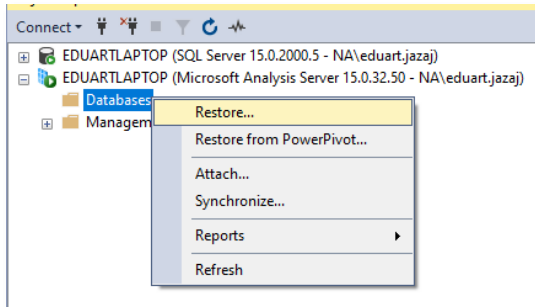 Connect
EDUARTLAPTOP (SQL Server 15.0.2000.5 - NA\eduart.jazaj)
EDUARTLAPTOP (Microsoft Analysis Server 15.0.32.50 - NA\eduart.jazaj)
Databases
Managem
Restore...
Restore from PowerPivot...
Attach...
Synchronize...
Reports
Refresh